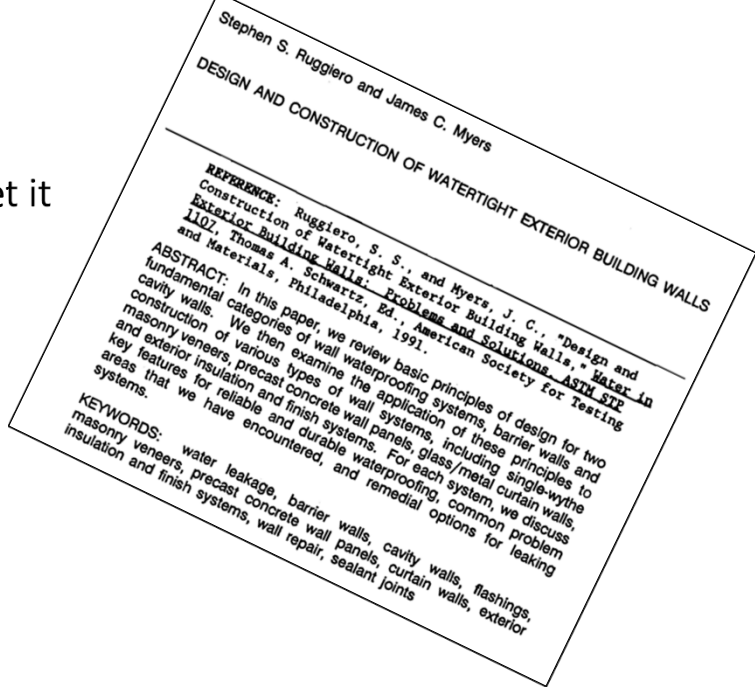 et it
Stephen S. Ruggiero and James C. Myers
DESIGN AND CONSTRUCTION OF WATERTIGHT EXTERIOR BUILDING WALLS
REFERENCE: Ruggiero, S. S., and Myers, J. C., "Design and
Construction of Watertight Exterior Building Walls," Water in
Exterior Building Walls: Problems and Solutions, ASTM STP
1107, Thomas A. Schwartz, Ed., American Society for Testing
and Materials, Philadelphia, 1991.
ABSTRACT: In this paper, we review basic principles of design for two
fundamental categories of wall waterproofing systems, barrier walls and
cavity walls. We then examine the application of these principles to
construction of various types of wall systems, including single-wythe
masonry veneers, precast concrete wall panels, glass/metal curtain walls,
and exterior insulation and finish systems. For each system, we discuss
key features for reliable and durable waterproofing, common problem
areas that we have encountered, and remedial options for leaking
systems.
KEYWORDS: water leakage, barrier walls, cavity walls, flashings,
masonry veneers, precast concrete wall panels, curtain walls, exterior
insulation and finish systems, wall repair, sealant joints